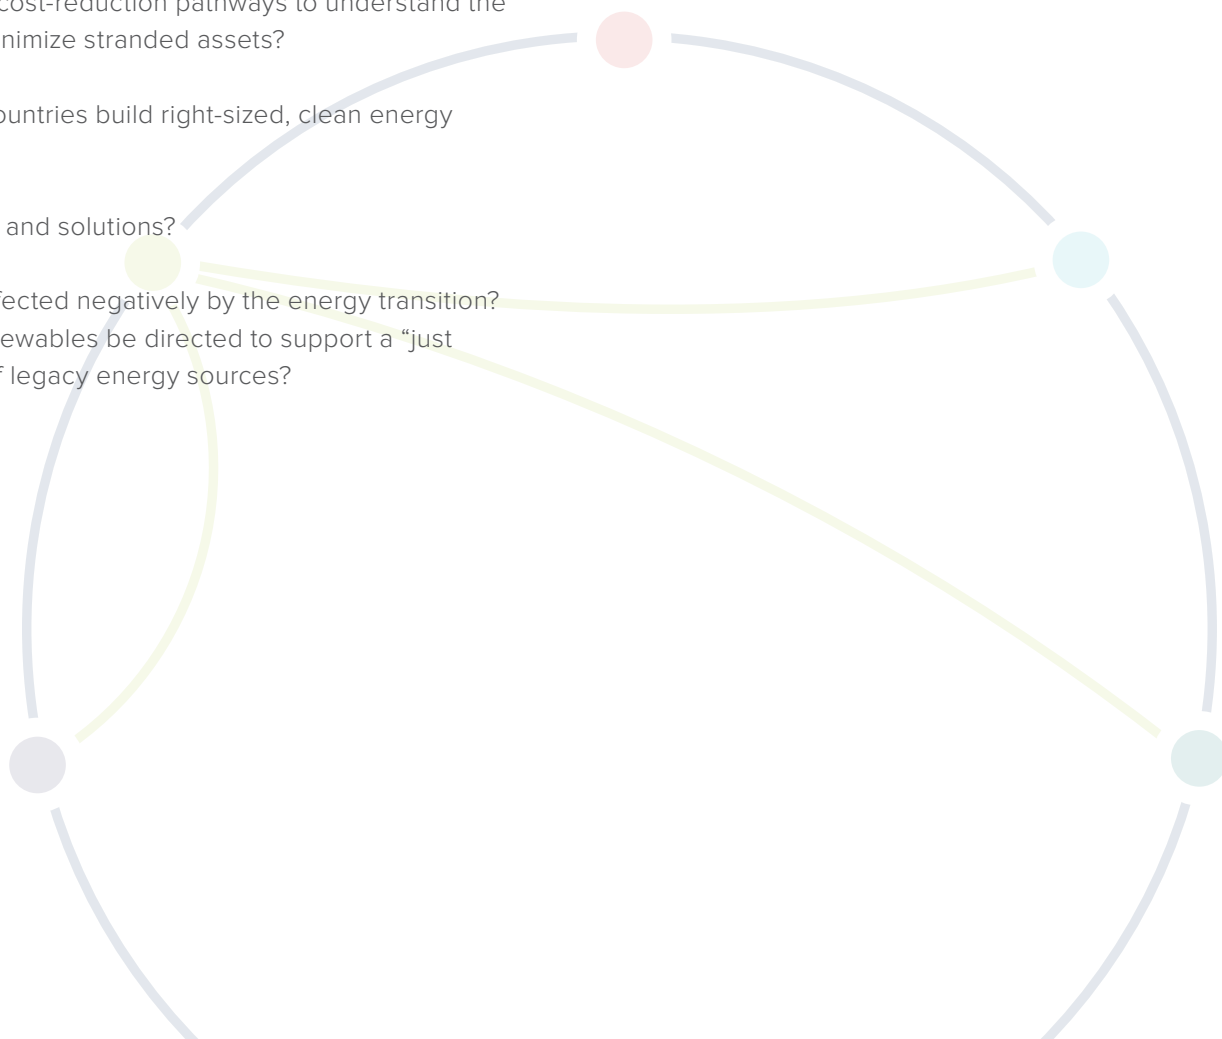 cost-reduction pathways to understand the
nimize stranded assets?
ountries build right-sized, clean energy
and solutions?
fected negatively by the energy transition?
ewables be directed to support a “just
f legacy energy sources?